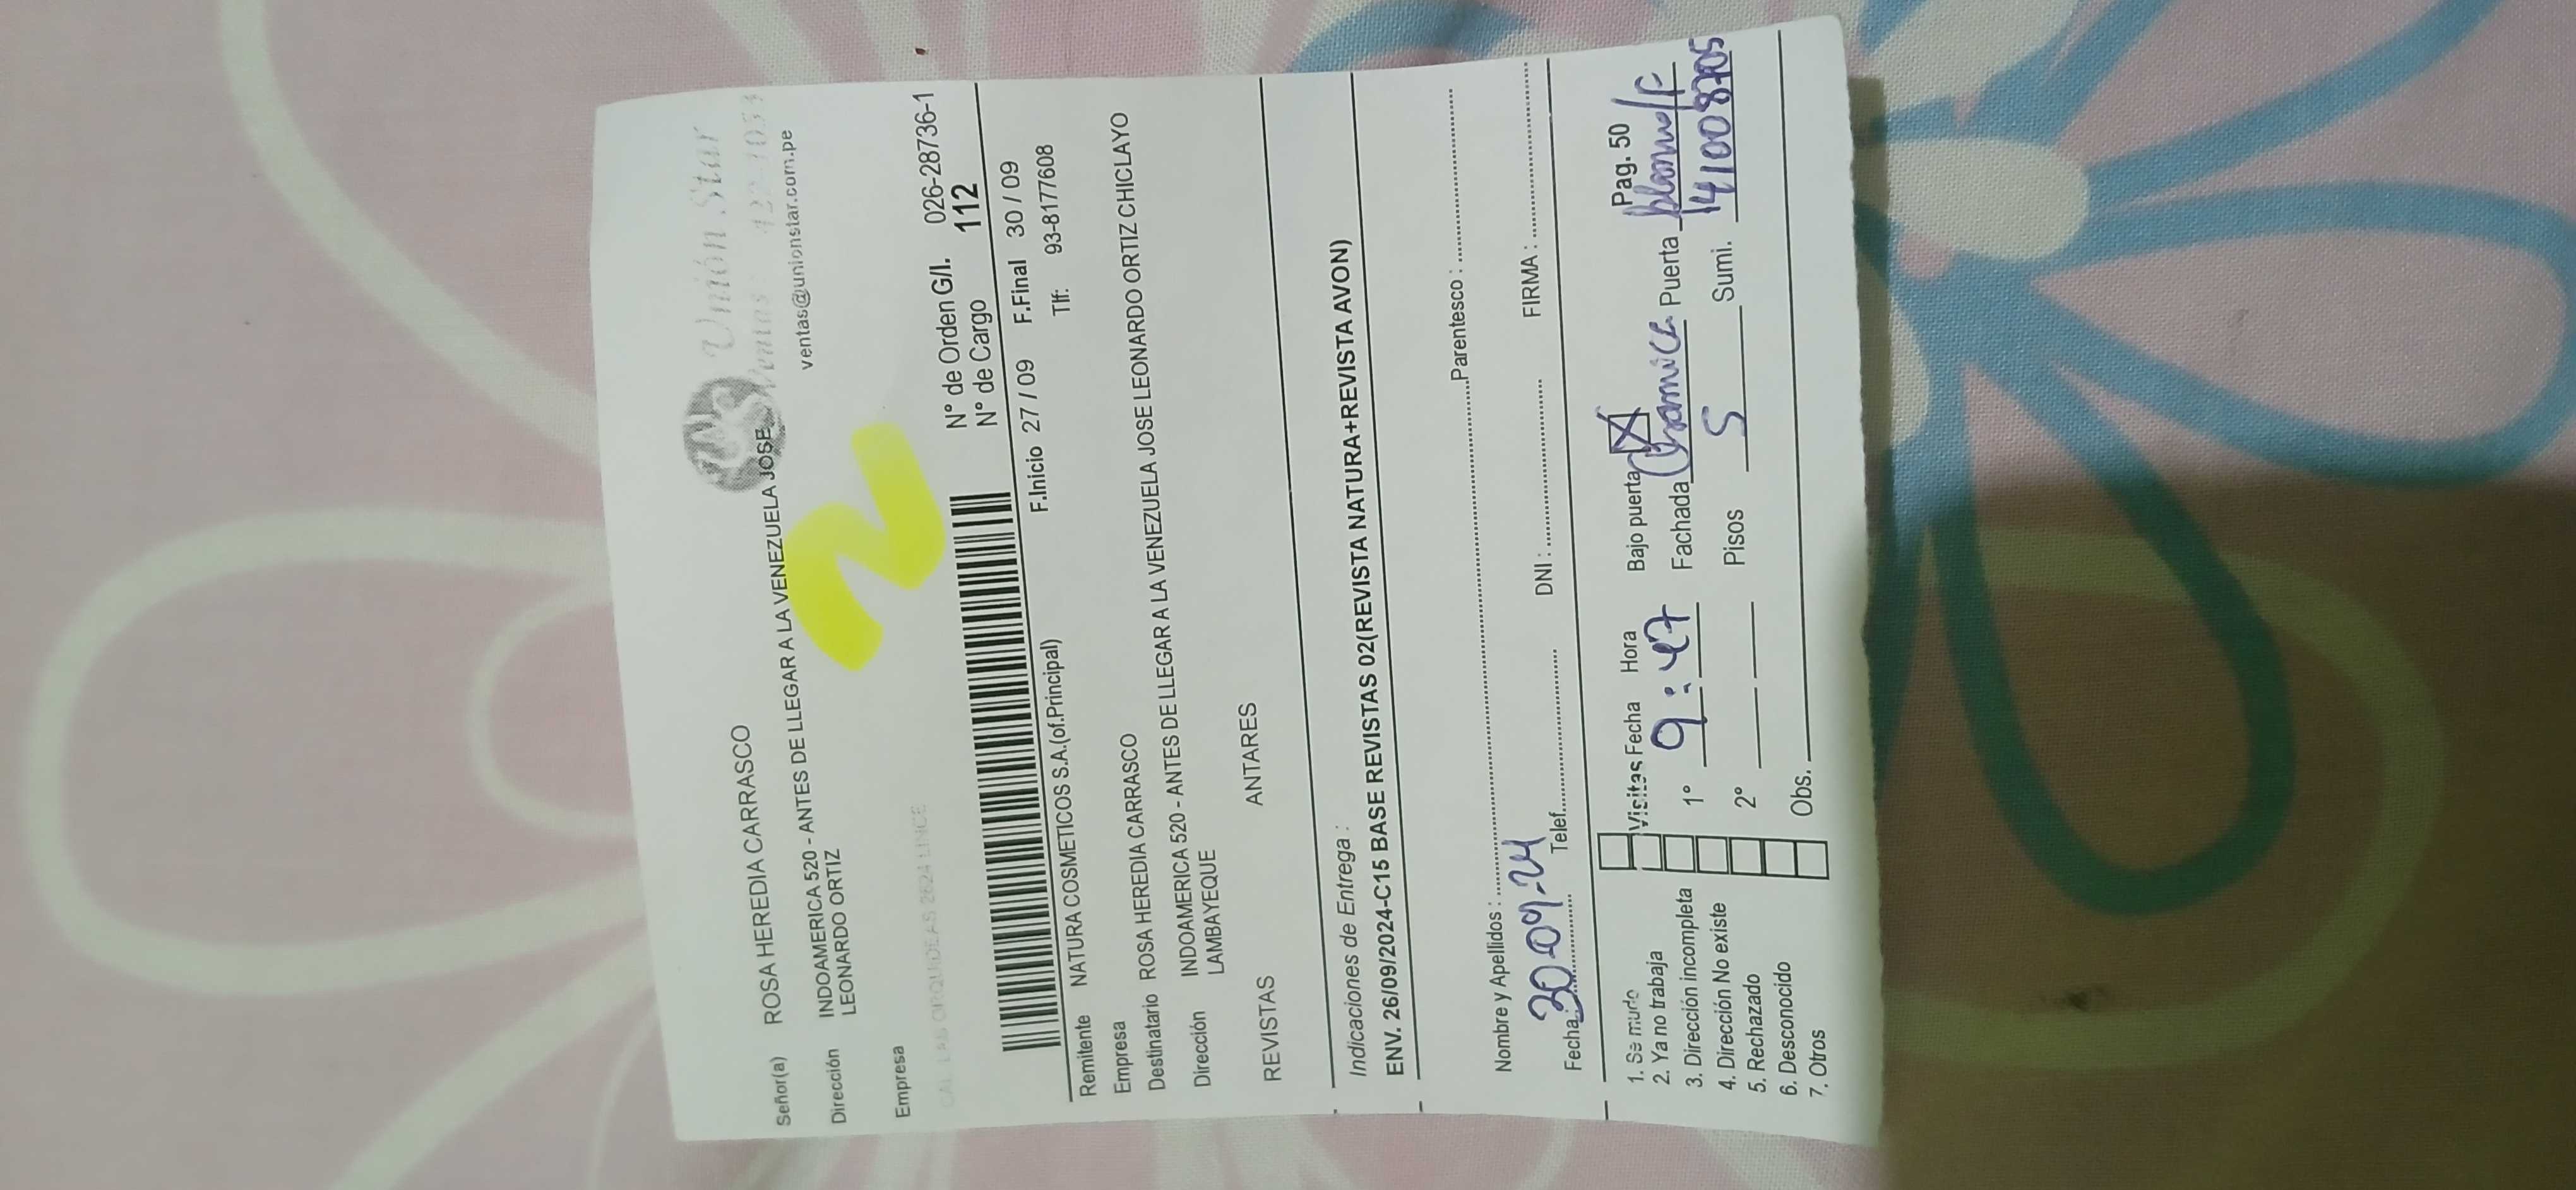 Unión Star
Ventas
ventas@unionstar.com.pe
Señor(a) ROSA HEREDIA CARRASCO
Dirección INDOAMERICA 520 - ANTES DE LLEGAR A LA VENEZUELA JOSE
LEONARDO ORTIZ
Empresa
CAL. LAS ORQUIDEAS 2624 LINCE
N° de Orden G/I. 026-28736-1
N° de Cargo 112
F.Inicio 27 / 09 F.Final 30 / 09
Remitente NATURA COSMETICOS S.A.(of.Principal) Tlf: 93-8177608
Empresa
Destinatario ROSA HEREDIA CARRASCO
Dirección INDOAMERICA 520 - ANTES DE LLEGAR A LA VENEZUELA JOSE LEONARDO ORTIZ CHICLAYO
LAMBAYEQUE
REVISTAS ANTARES
Indicaciones de Entrega :
ENV. 26/09/2024-C15 BASE REVISTAS 02(REVISTA NATURA+REVISTA AVON)
Nombre y Apellidos : Parentesco :
Fecha: 30-09-24 Telef. DNI : FIRMA :
Pag. 50
1. Se mudo Visitas Fecha Hora Bajo puerta X
2. Ya no trabaja 1° 9:47 Fachada Puerta
3. Dirección incompleta
4. Dirección No existe 2° Pisos 5 Sumi.
5. Rechazado
6. Desconocido Obs.
7. Otros